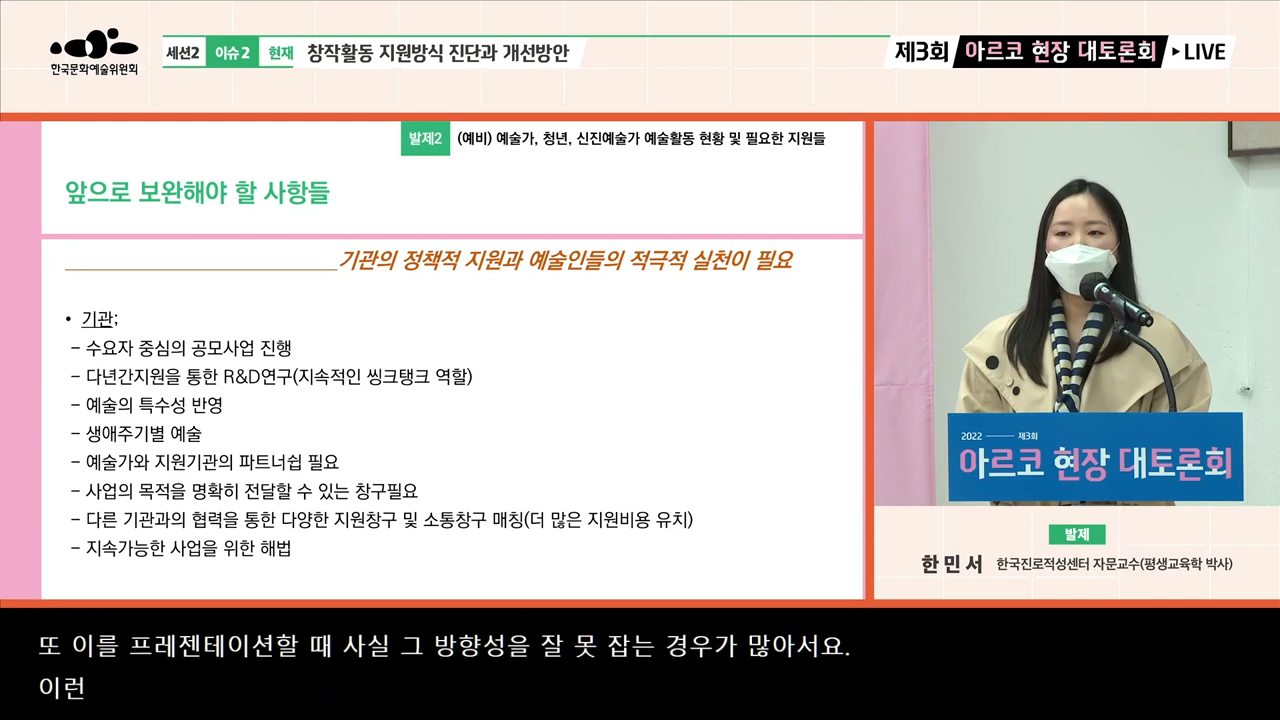 한국문화예술위원회
세션2 이슈 2 현재 창작활동 지원방식 진단과 개선방안
제3회 아르코 현장 대토론회 ▸LIVE
발제2 (예비) 예술가, 청년, 신진예술가 예술활동 현황 및 필요한 지원들
앞으로 보완해야 할 사항들
기관의 정책적 지원과 예술인들의 적극적 실천이 필요
• 기관;
– 수요자 중심의 공모사업 진행
– 다년간지원을 통한 R&D연구(지속적인 씽크탱크 역할)
– 예술의 특수성 반영
– 생애주기별 예술
– 예술가와 지원기관의 파트너쉽 필요
– 사업의 목적을 명확히 전달할 수 있는 창구필요
– 다른 기관과의 협력을 통한 다양한 지원창구 및 소통창구 매칭(더 많은 지원비용 유치)
– 지속가능한 사업을 위한 해법
2022 제3회
아르코 현장 대토론회
발제
한민서 한국진로적성센터 자문교수(평생교육학 박사)
또 이를 프레젠테이션할 때 사실 그 방향성을 잘 못 잡는 경우가 많아서요.
이런